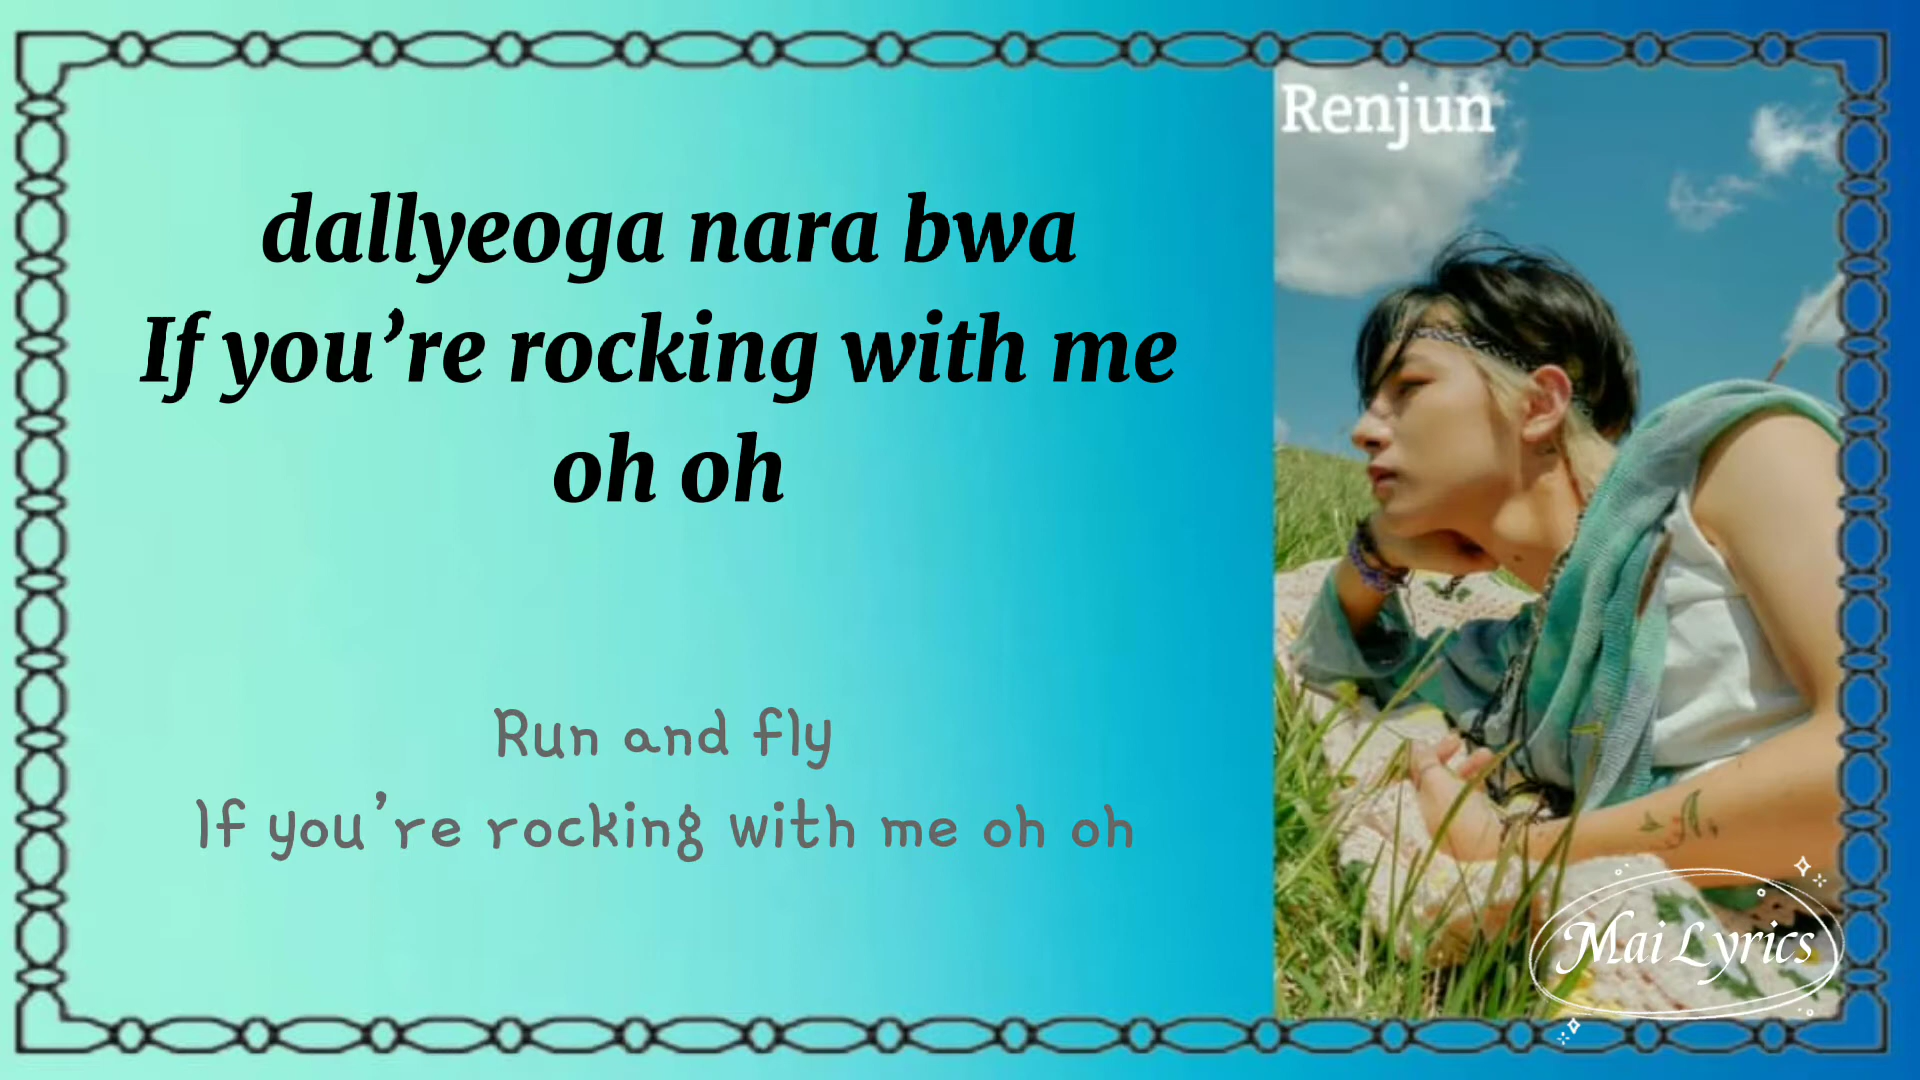 Renjun
dallyeoga nara bwa
If you’re rocking with me
oh oh
Run and fly
If you’re rocking with me oh oh
Mai Lyrics